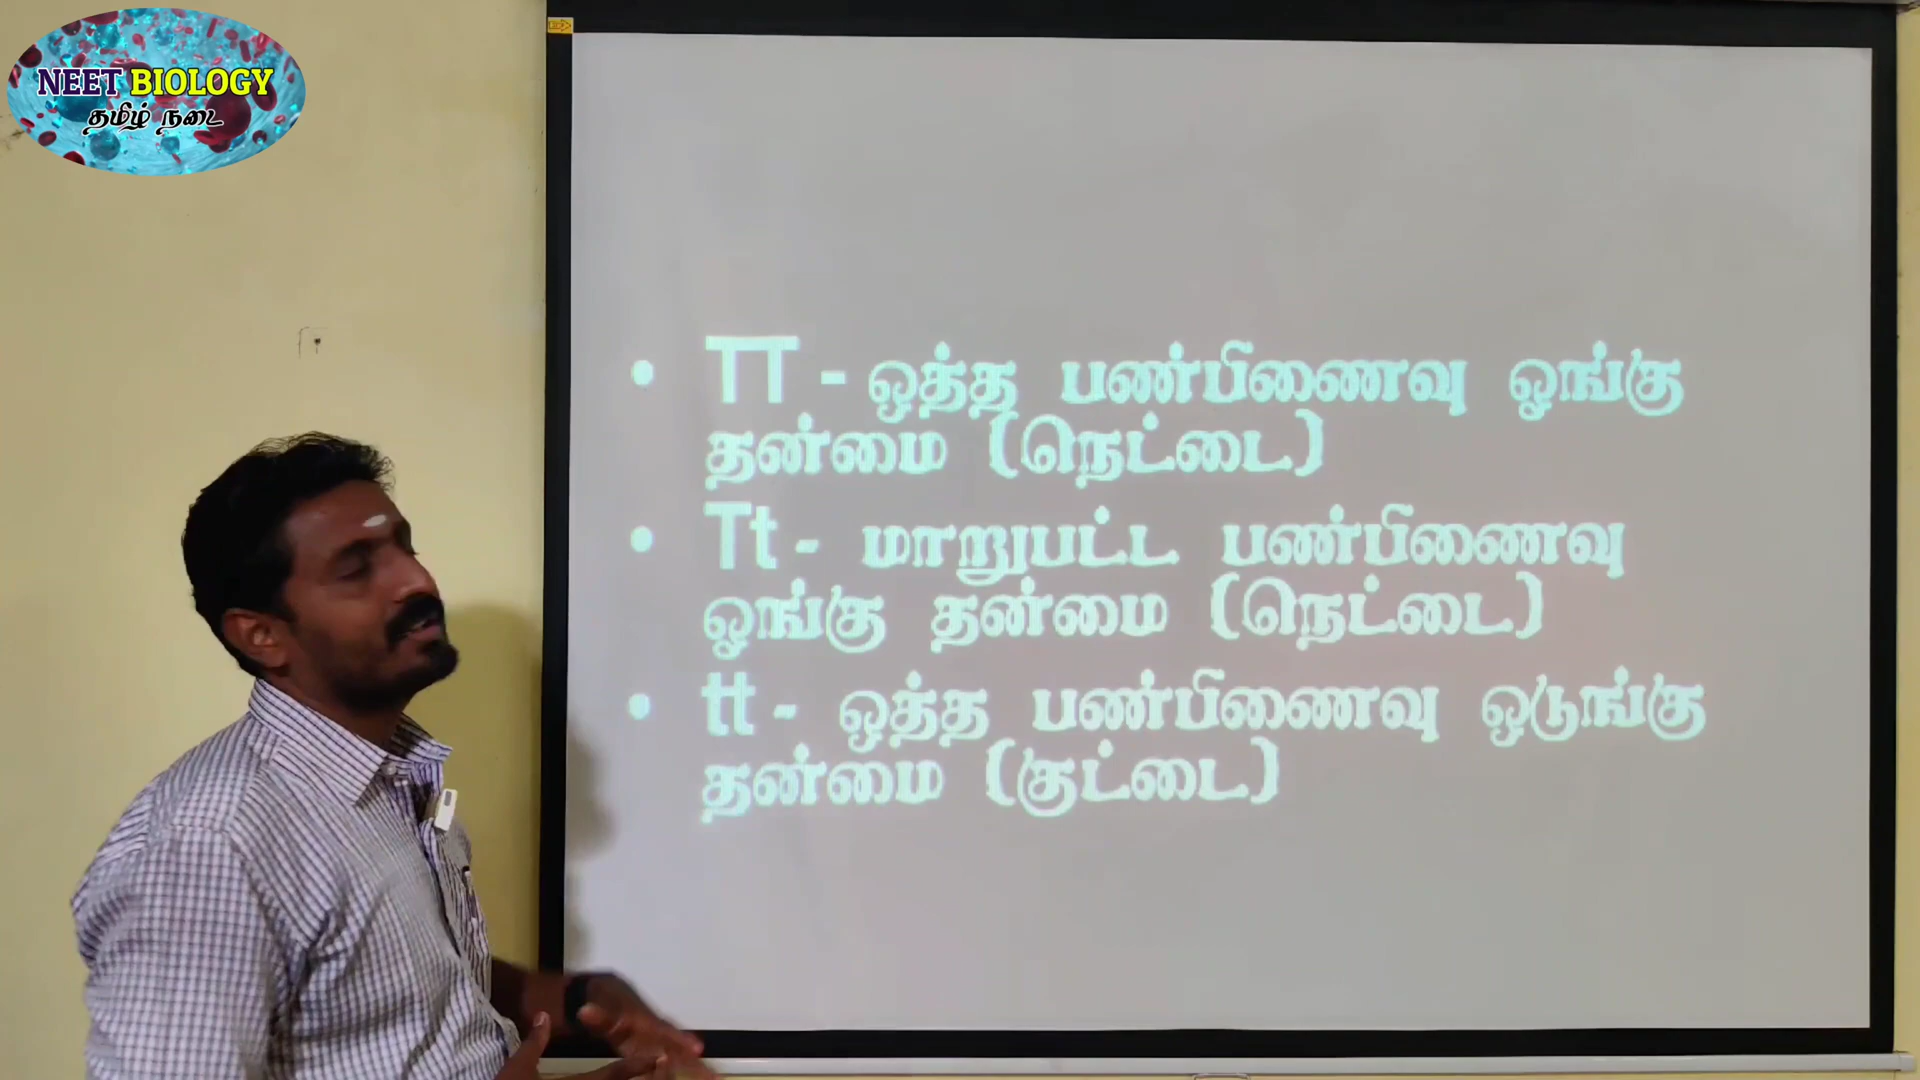 NEET BIOLOGY
தமிழ் நடை
• TT - ஒத்த பண்பிணைவு ஓங்கு
தன்மை (நெட்டை)
• Tt - மாறுபட்ட பண்பிணைவு
ஓங்கு தன்மை (நெட்டை)
• tt - ஒத்த பண்பிணைவு ஒடுங்கு
தன்மை (குட்டை)